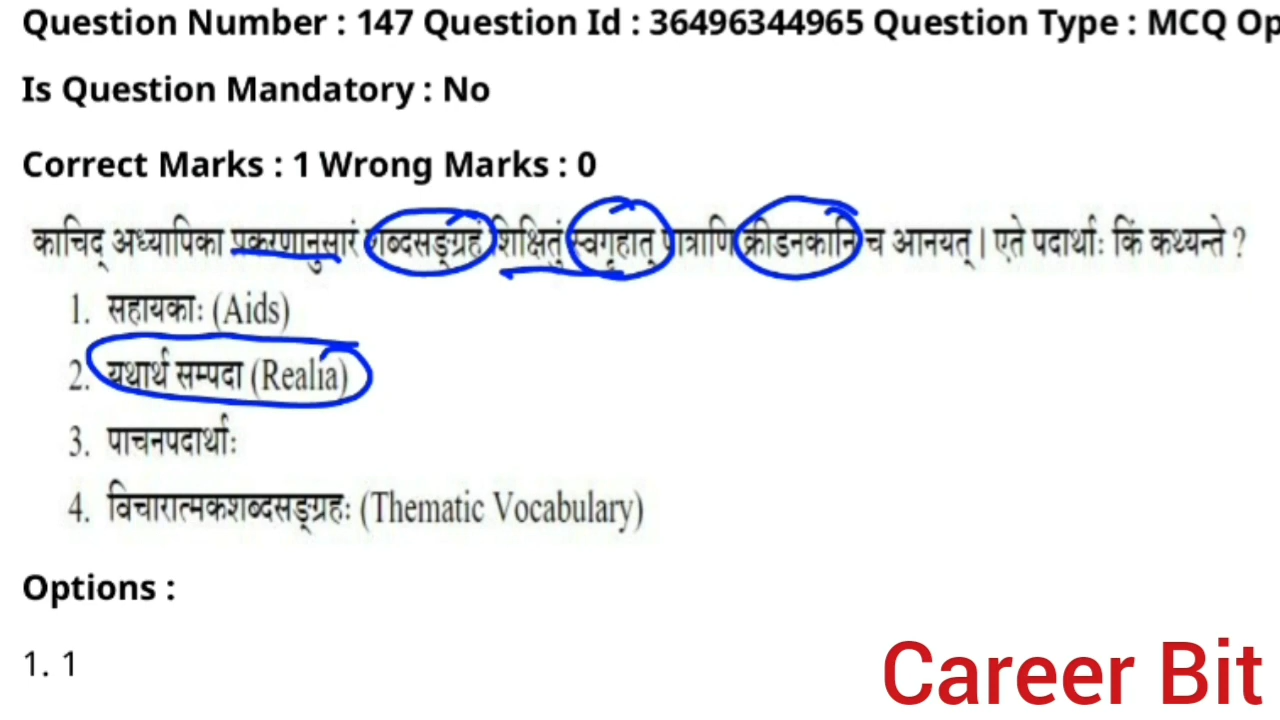 Question Number : 147 Question Id : 36496344965 Question Type : MCQ Op
Is Question Mandatory : No
Correct Marks : 1 Wrong Marks : 0
काचिद् अध्यापिका प्रकरणानुसारं शब्दसङ्ग्रहं शिक्षितुं स्वगृहात् पात्राणि क्रीडनकानि च आनयत् । एते पदार्थाः किं कथ्यन्ते ?
1. सहायकाः (Aids)
2. यथार्थ सम्पदा (Realia)
3. पाचनपदार्थाः
4. विचारात्मकशब्दसङ्ग्रहः (Thematic Vocabulary)
Options :
1. 1
Career Bit